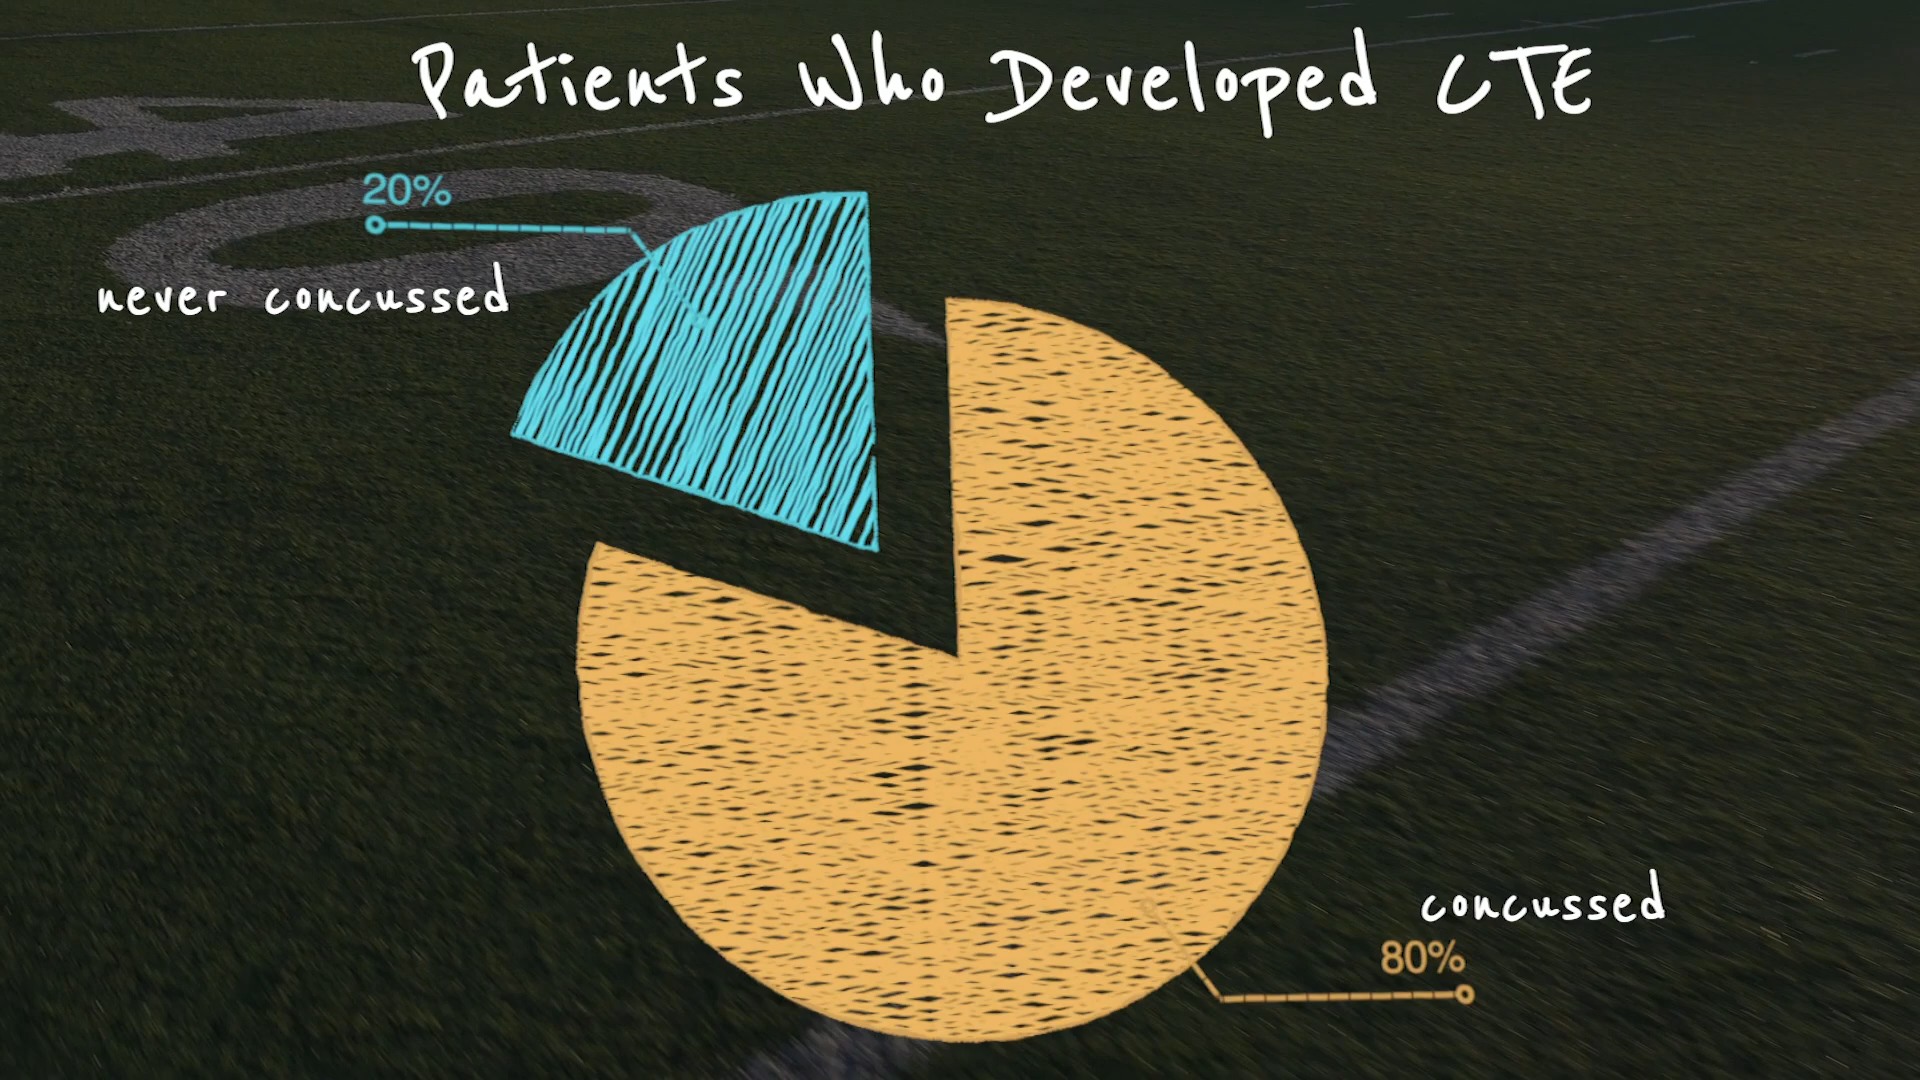 Patients Who Developed CTE
20%
never concussed
concussed
80%